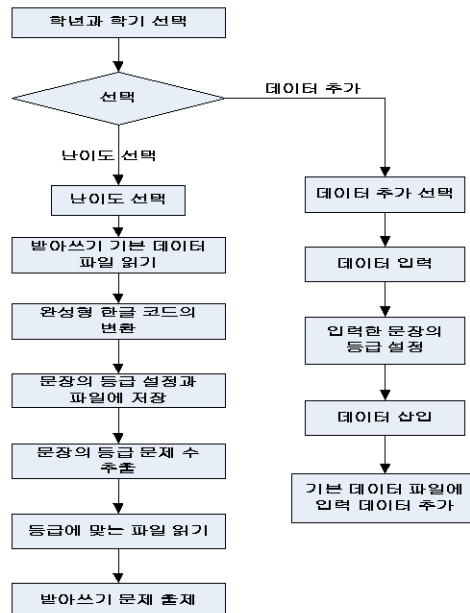 학년과 학기 선택
선택
데이터 추가
난이도 선택
난이도 선택
받아쓰기 기본 데이터
파일 읽기
완성형 한글 코드의
변환
문장의 등급 설정과
파일에 저장
문장의 등급 문제 수
추출
등급에 맞는 파일 읽기
받아쓰기 문제 출제
데이터 추가 선택
데이터 입력
입력한 문장의
등급 설정
데이터 삽입
기본 데이터 파일에
입력 데이터 추가